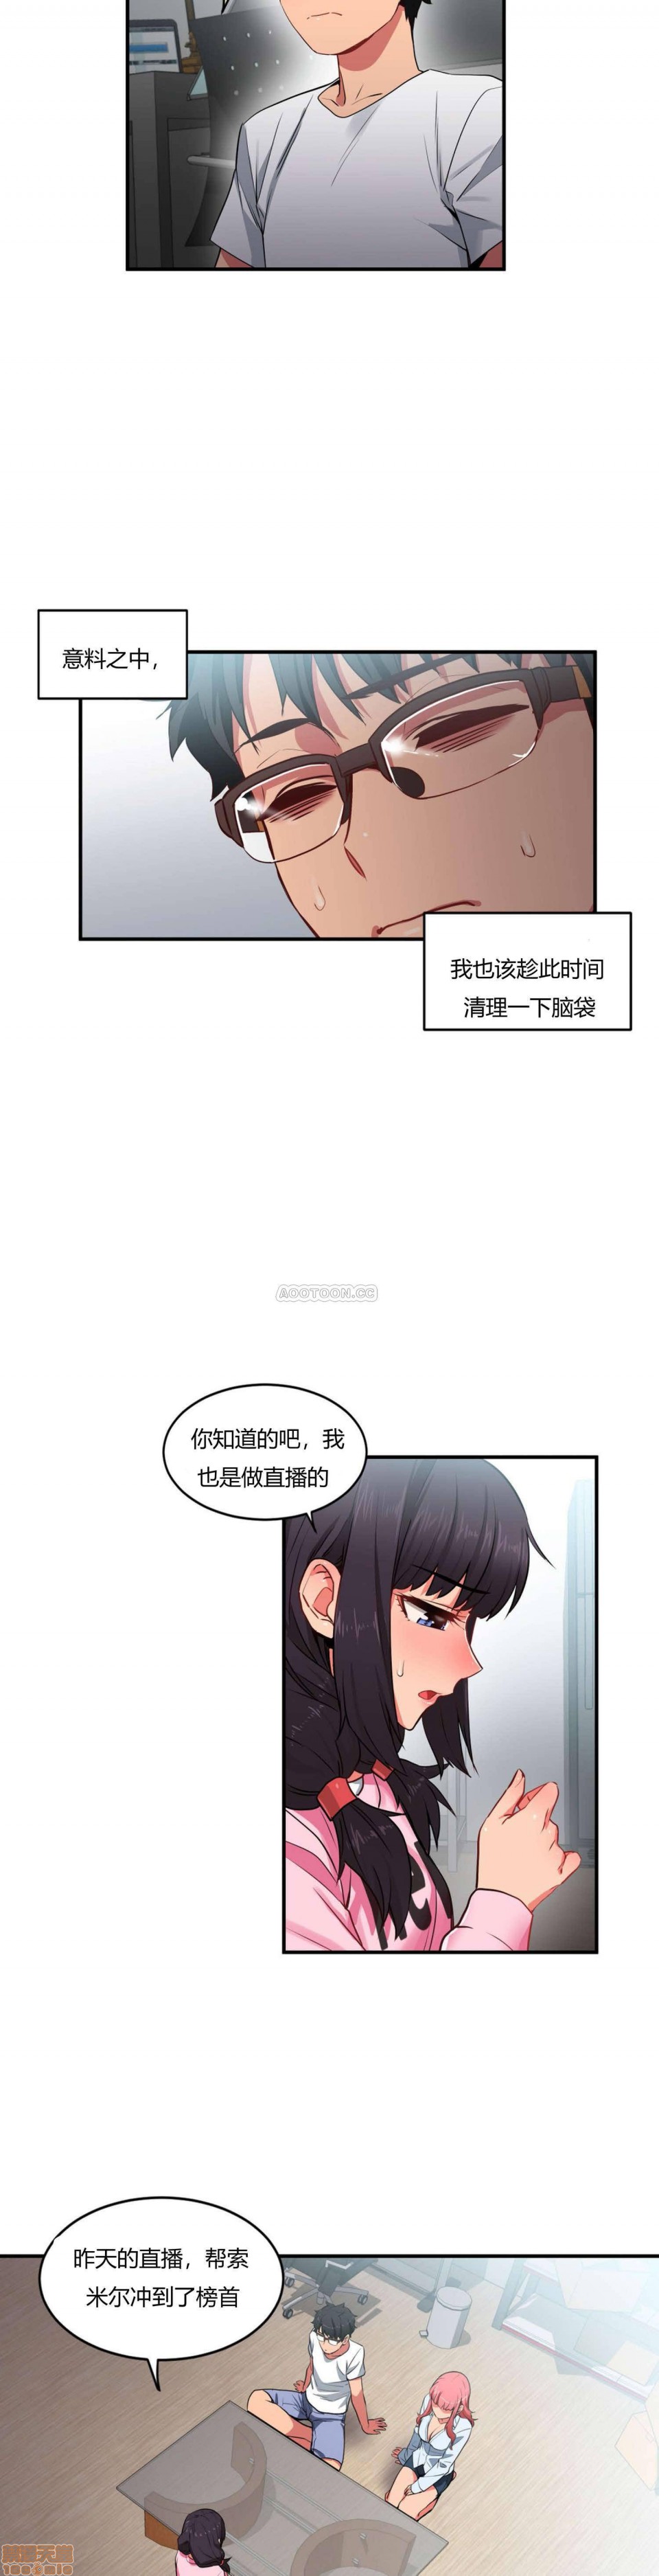 意料之中，
我也该趁此时间
清理一下脑袋
AOOTOON.CC
你知道的吧，我
也是做直播的
昨天的直播，帮索
米尔冲到了榜首